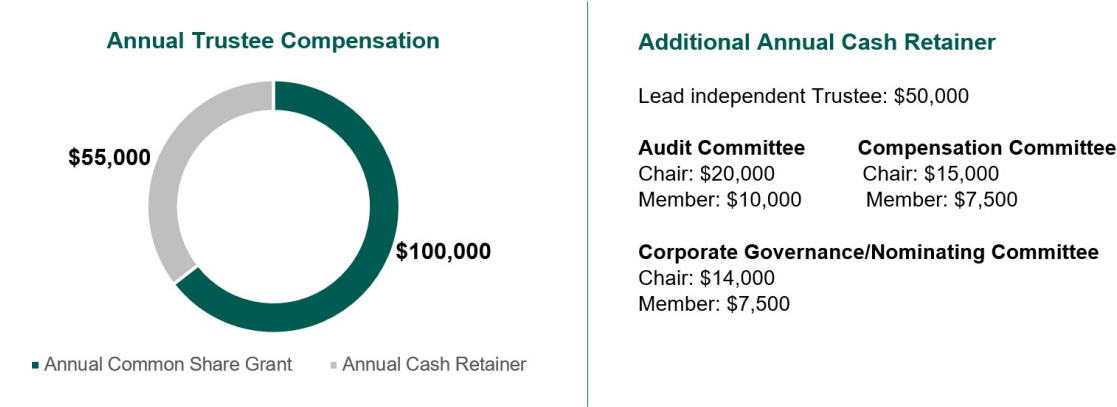 Annual Trustee Compensation
$55,000
$100,000
Annual Common Share Grant
Annual Cash Retainer
Additional Annual Cash Retainer
Lead independent Trustee: $50,000
Audit Committee
Chair: $20,000
Member: $10,000
Compensation Committee
Chair: $15,000
Member: $7,500
Corporate Governance/Nominating Committee
Chair: $14,000
Member: $7,500